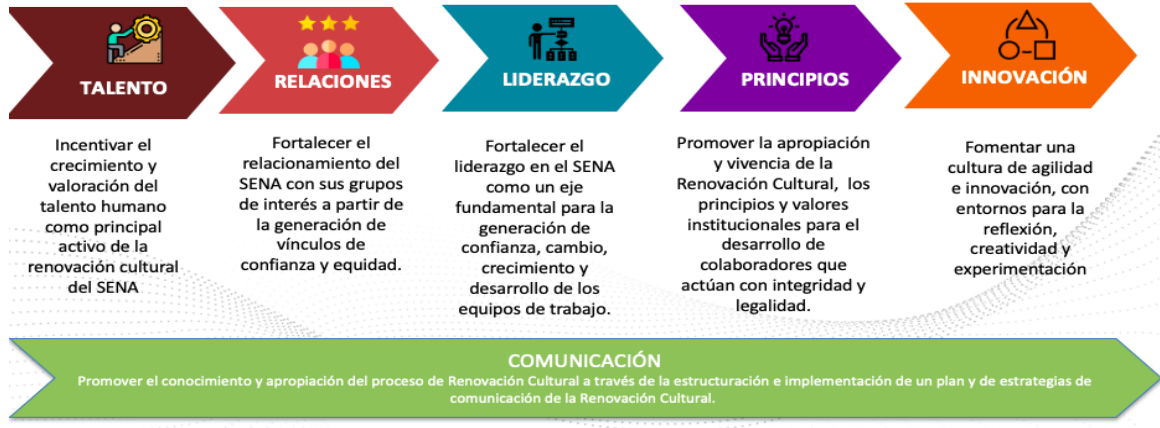 TALENTO
Incentivar el
crecimiento y
valoración del
talento humano
como principal
activo de la
renovación cultural
del SENA
RELACIONES
Fortalecer el
relacionamiento del
SENA con sus grupos
de interés a partir de
la generación de
vínculos de
confianza y equidad.
LIDERAZGO
Fortalecer el
liderazgo en el SENA
como un eje
fundamental para la
generación de
confianza, cambio,
crecimiento y
desarrollo de los
equipos de trabajo.
PRINCIPIOS
Promover la apropiación
y vivencia de la
Renovación Cultural, los
principios y valores
institucionales para el
desarrollo de
colaboradores que
actúan con integridad y
legalidad.
INNOVACIÓN
Fomentar una
cultura de agilidad
e innovación, con
entornos para la
reflexión,
creatividad y
experimentación
COMUNICACIÓN
Promover el conocimiento y apropiación del proceso de Renovación Cultural a través de la estructuración e implementación de un plan y de estrategias de
comunicación de la Renovación Cultural.